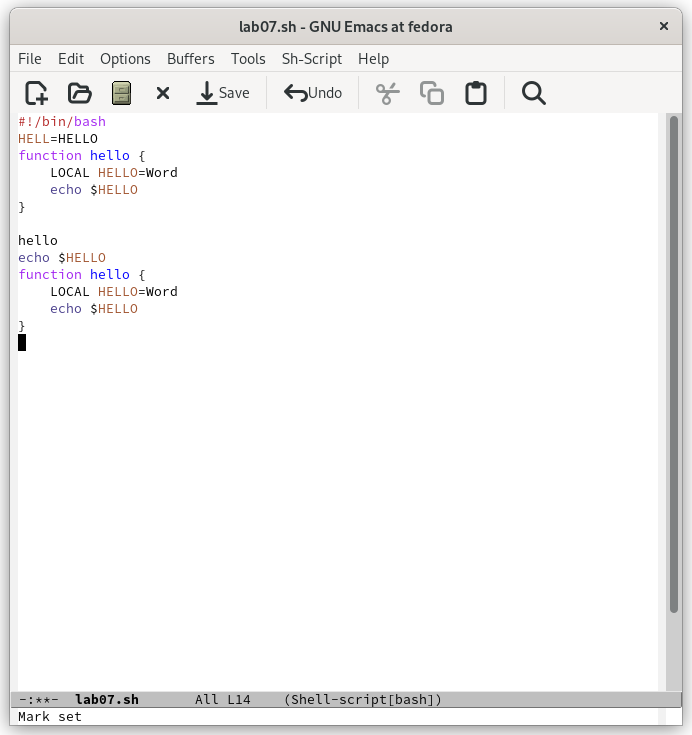 lab07.sh - GNU Emacs at fedora ×
File Edit Options Buffers Tools Sh-Script Help
Save Undo
#!/bin/bash
HELL=HELLO
function hello {
    LOCAL HELLO=Word
    echo $HELLO
}
hello
echo $HELLO
function hello {
    LOCAL HELLO=Word
    echo $HELLO
}
-:**-  lab07.sh       All L14    (Shell-script[bash])
Mark set